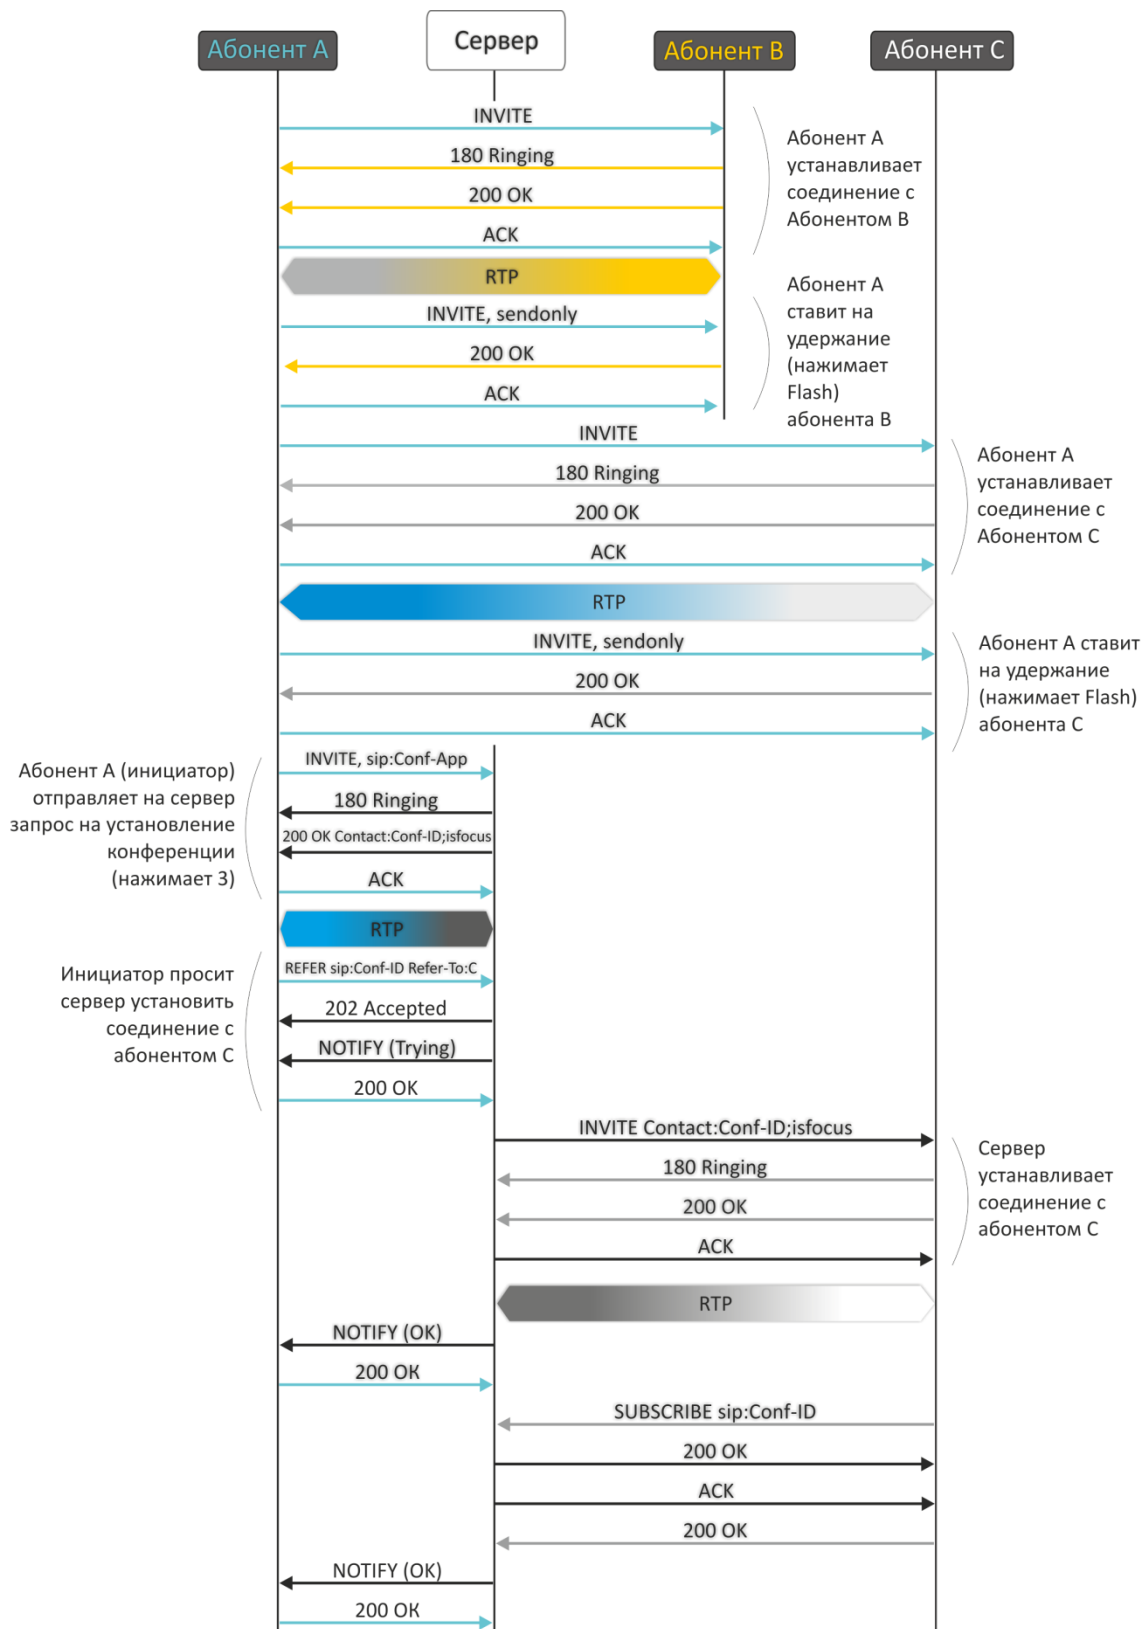 Абонент А
Сервер
Абонент В
Абонент С
INVITE
180 Ringing
200 OK
ACK
Абонент А
устанавливает
соединение с
Абонентом В
RTP
INVITE, sendonly
200 OK
ACK
Абонент А
ставит на
удержание
(нажимает
Flash)
абонента В
INVITE
180 Ringing
200 OK
ACK
Абонент А
устанавливает
соединение с
Абонентом С
RTP
INVITE, sendonly
200 OK
ACK
Абонент А ставит
на удержание
(нажимает Flash)
абонента С
INVITE, sip:Conf-App
180 Ringing
200 OK Contact:Conf-ID;isfocus
ACK
Абонент А (инициатор)
отправляет на сервер
запрос на установление
конференции
(нажимает 3)
RTP
REFER sip:Conf-ID Refer-To:C
202 Accepted
NOTIFY (Trying)
200 OK
Инициатор просит
сервер установить
соединение с
абонентом С
INVITE Contact:Conf-ID;isfocus
180 Ringing
200 OK
ACK
Сервер
устанавливает
соединение с
абонентом С
RTP
NOTIFY (OK)
200 OK
SUBSCRIBE sip:Conf-ID
200 OK
ACK
200 OK
NOTIFY (OK)
200 OK